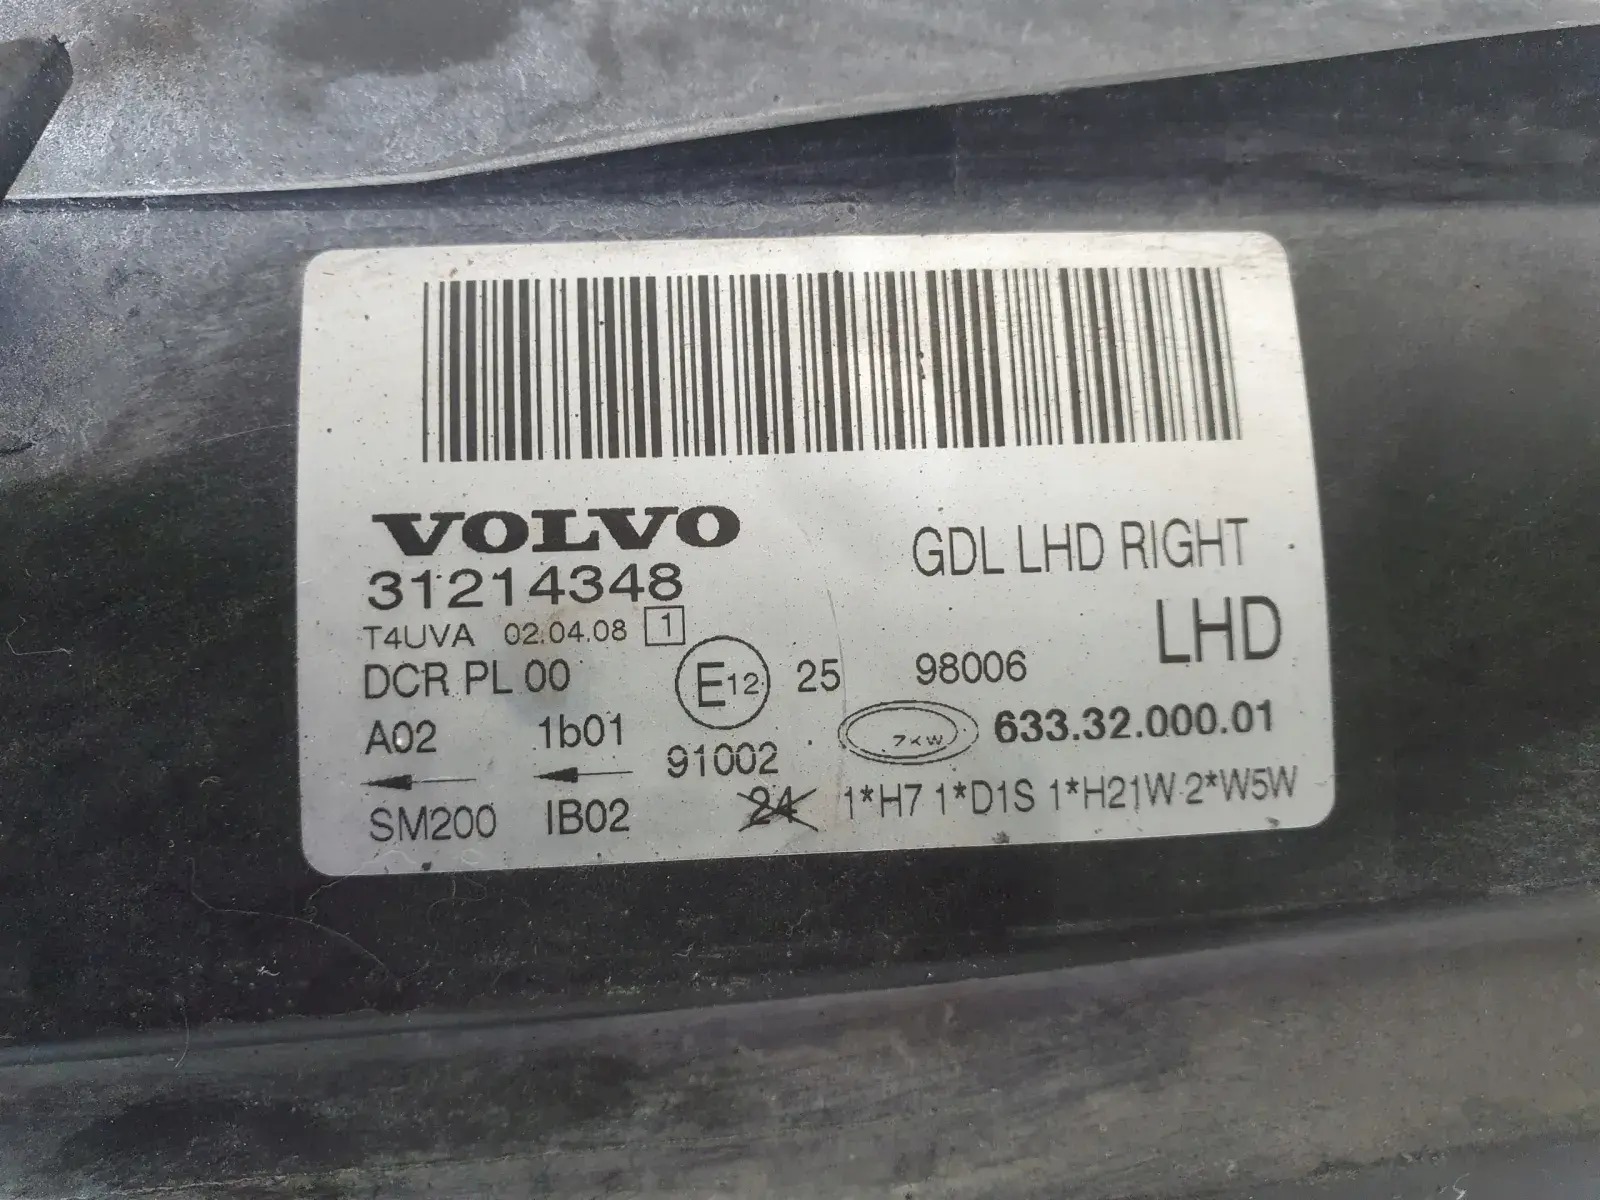 VOLVO
31214348
GDL LHD RIGHT
T4UVA 02.04.08 1
LHD
DCR PL 00
E12 25 98006
A02 1b01
91002
ZKW 633.32.000.01
SM200 IB02
24 1*H7 1*D1S 1*H21W 2*W5W